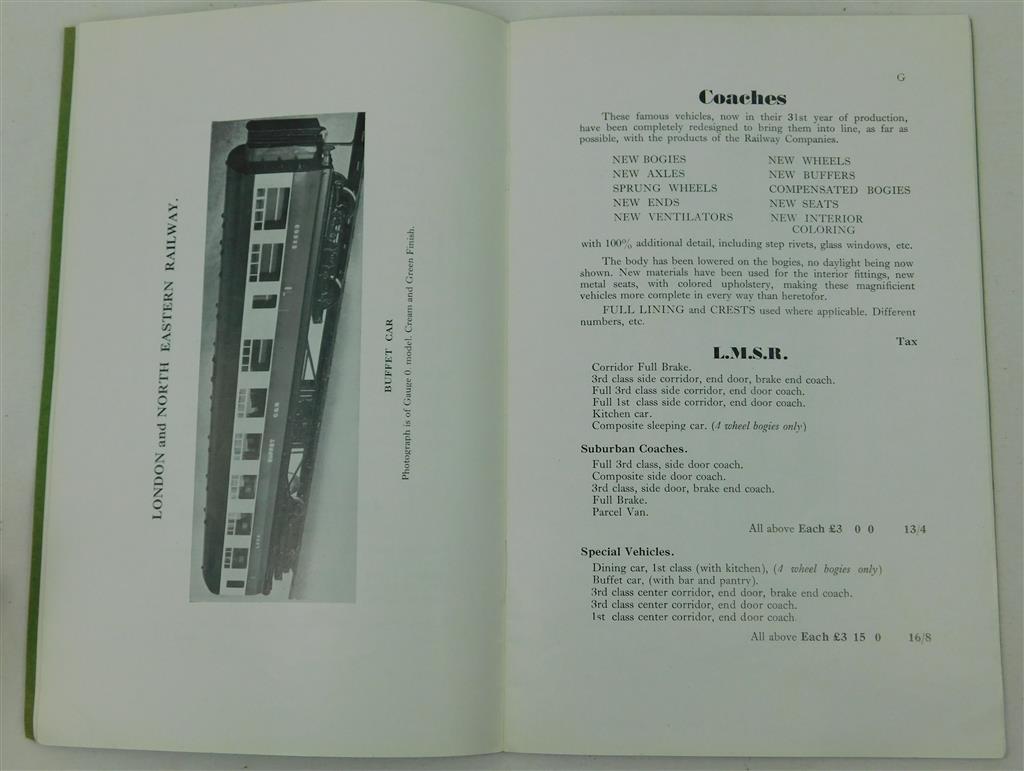 LONDON and NORTH EASTERN RAILWAY.
BUFFET CAR
Photograph is of Gauge 0. model. Cream and Green Finish.
G
Coaches
These famous vehicles, now in their 31st year of production,
have been completely redesigned to bring them into line, as far as
possible, with the products of the Railway Companies.
NEW BOGIES NEW WHEELS
NEW AXLES NEW BUFFERS
SPRUNG WHEELS COMPENSATED BOGIES
NEW ENDS NEW SEATS
NEW VENTILATORS NEW INTERIOR
COLORING
with 100% additional detail, including step rivets, glass windows, etc.
The body has been lowered on the bogies, no daylight being now
shown. New materials have been used for the interior fittings, new
metal seats, with colored upholstery, making these magnificient
vehicles more complete in every way than heretofor.
FULL LINING and CRESTS used where applicable. Different
numbers, etc.
Tax
L.M.S.R.
Corridor Full Brake.
3rd class side corridor, end door, brake end coach.
Full 3rd class side corridor, end door coach.
Full 1st class side corridor, end door coach.
Kitchen car.
Composite sleeping car. (4 wheel bogies only)
Suburban Coaches.
Full 3rd class, side door coach.
Composite side door coach.
3rd class, side door, brake end coach.
Full Brake.
Parcel Van.
All above Each £3 0 0 13/4
Special Vehicles.
Dining car, 1st class (with kitchen), (4 wheel bogies only)
Buffet car, (with bar and pantry).
3rd class center corridor, end door, brake end coach.
3rd class center corridor, end door coach.
1st class center corridor, end door coach.
All above Each £3 15 0 16/8